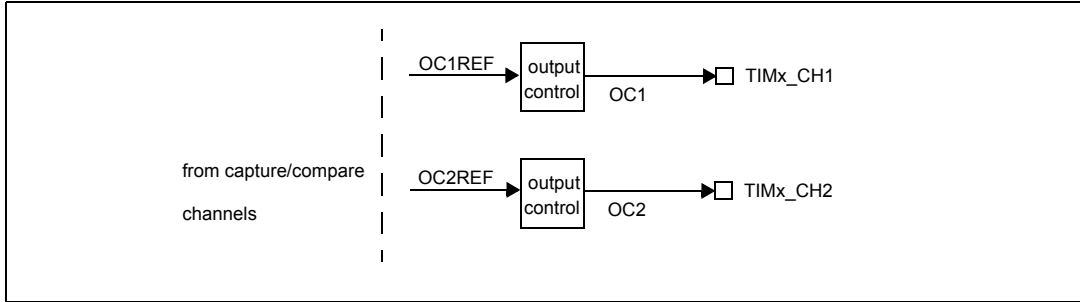 OC1REF
output
control
OC1
TIMx_CH1
from capture/compare
channels
OC2REF
output
control
OC2
TIMx_CH2